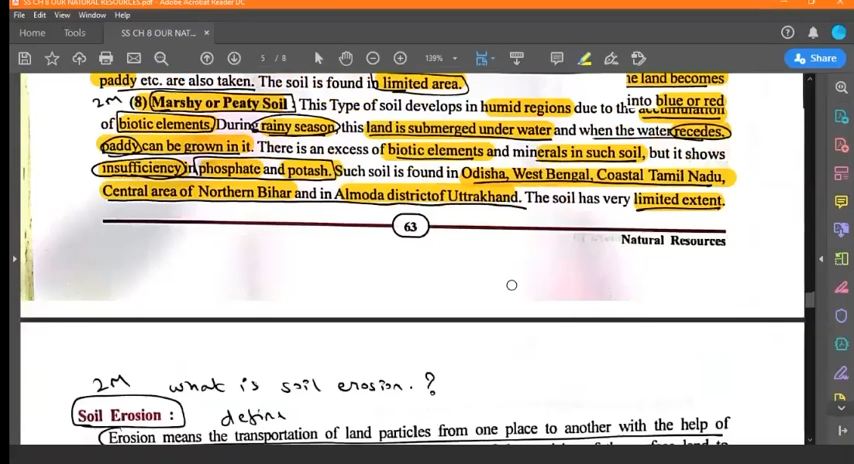 SS CH 8 OUR NATURAL RESOURCES.pdf - Adobe Acrobat Reader DC
File Edit View Window Help
Home Tools SS CH 8 OUR NAT... ×
5 / 8 139% Share
paddy etc. are also taken. The soil is found in limited area. he land becomes
into blue or red
2M (8) Marshy or Peaty Soil : This Type of soil develops in humid regions due to the accumulation
of biotic elements. During rainy season, this land is submerged under water and when the water recedes,
paddy can be grown in it. There is an excess of biotic elements and minerals in such soil, but it shows
insufficiency in phosphate and potash. Such soil is found in Odisha, West Bengal, Coastal Tamil Nadu,
Central area of Northern Bihar and in Almoda districtof Uttrakhand. The soil has very limited extent.
63
Natural Resources
2M what is soil erosion. ?
Soil Erosion : define
Erosion means the transportation of land particles from one place to another with the help of